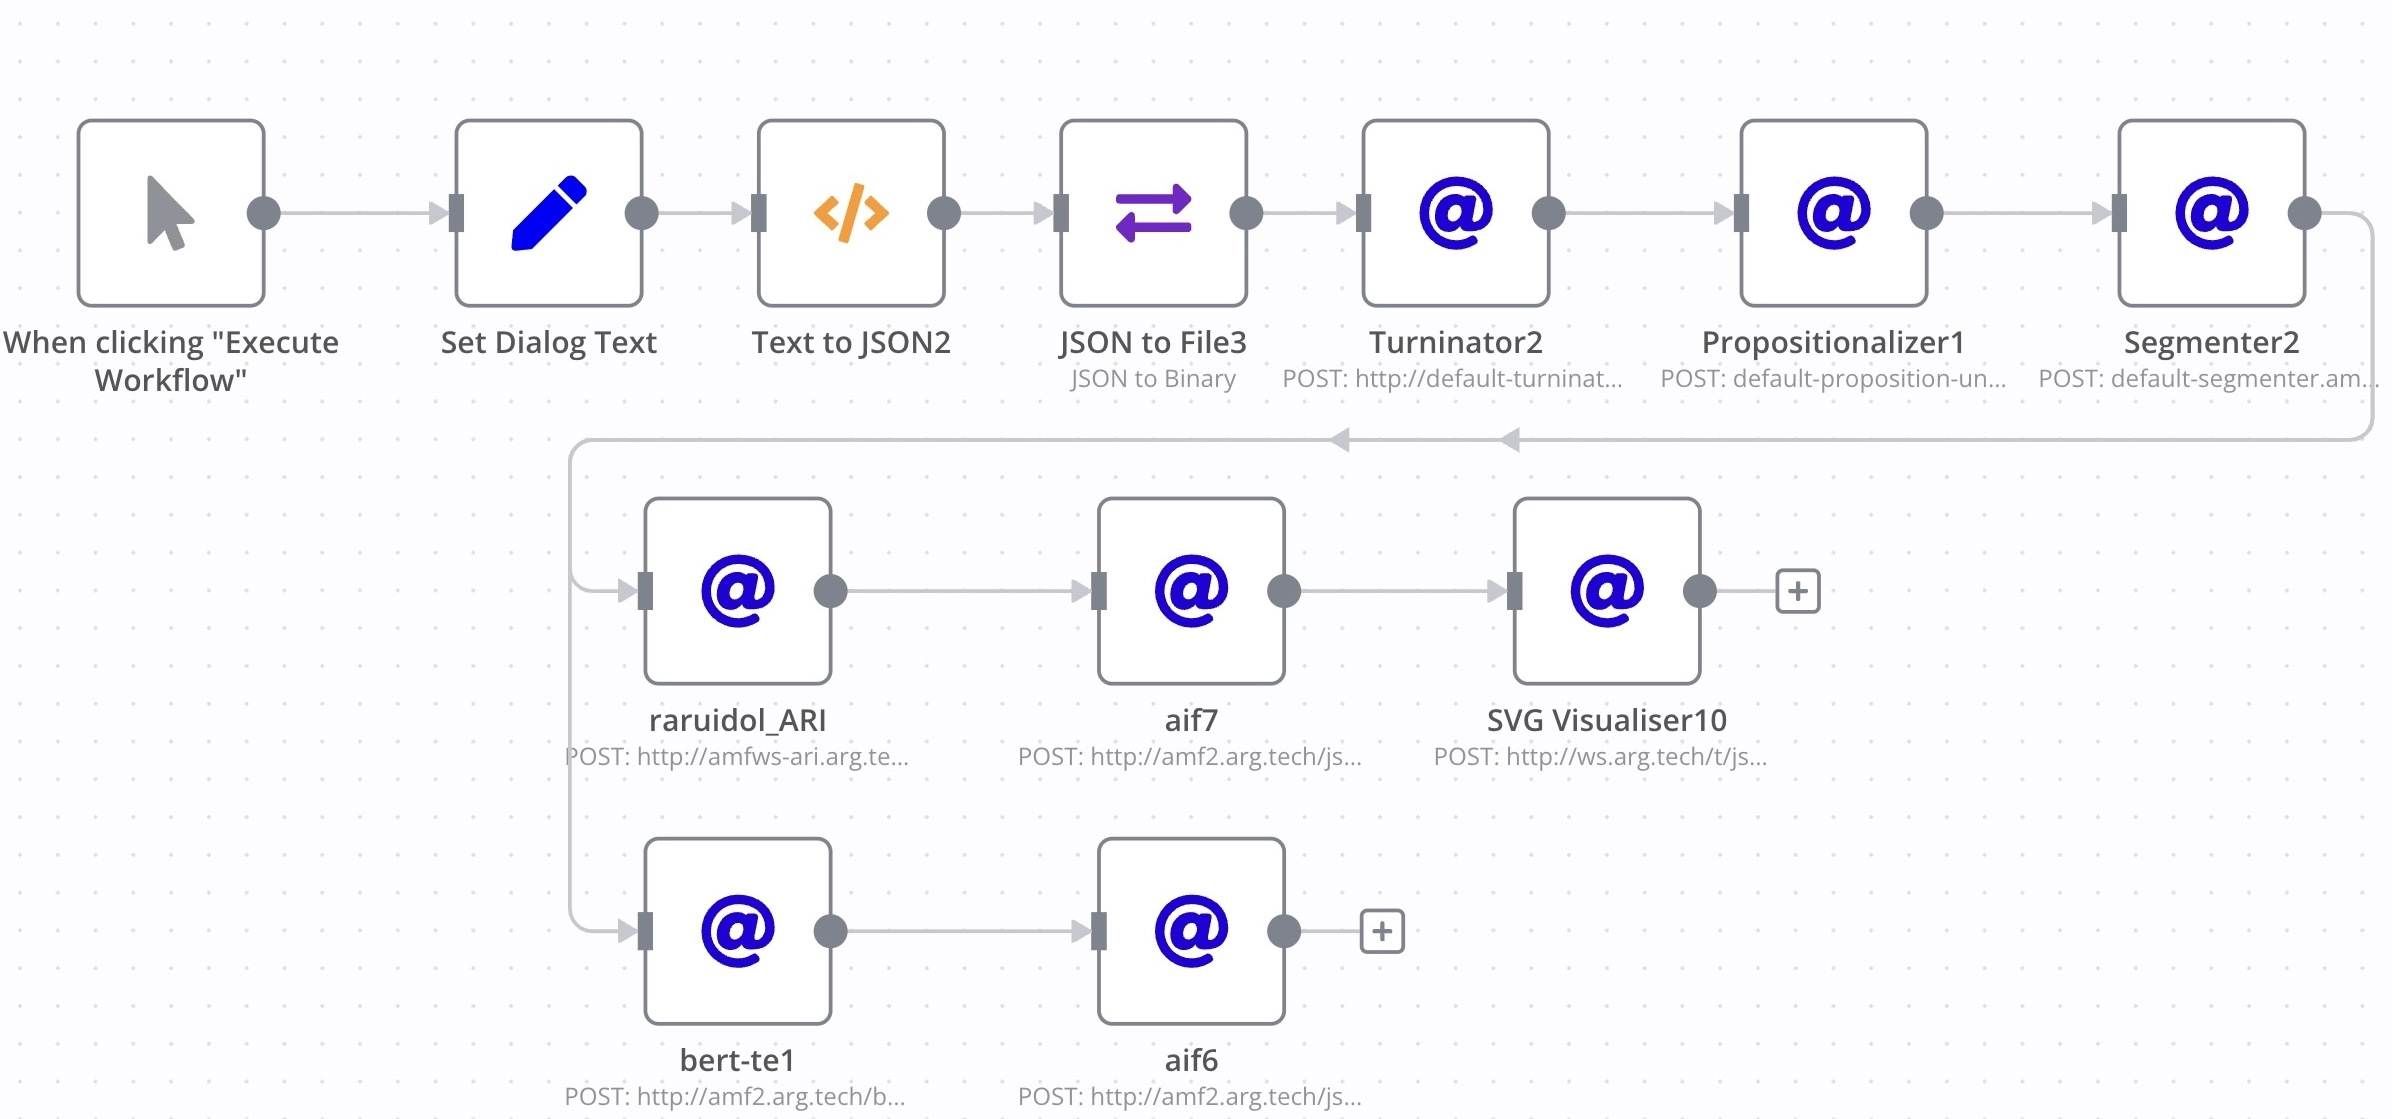 When clicking "Execute
Workflow"
Set Dialog Text
Text to JSON2
JSON to File3
JSON to Binary
Turninator2
POST: http://default-turninat...
Propositionalizer1
POST: default-proposition-un...
Segmenter2
POST: default-segmenter.am...
raruidol_ARI
POST: http://amfws-ari.arg.te...
aif7
POST: http://amf2.arg.tech/js...
SVG Visualiser10
POST: http://ws.arg.tech/t/js...
bert-te1
POST: http://amf2.arg.tech/b...
aif6
POST: http://amf2.arg.tech/js...